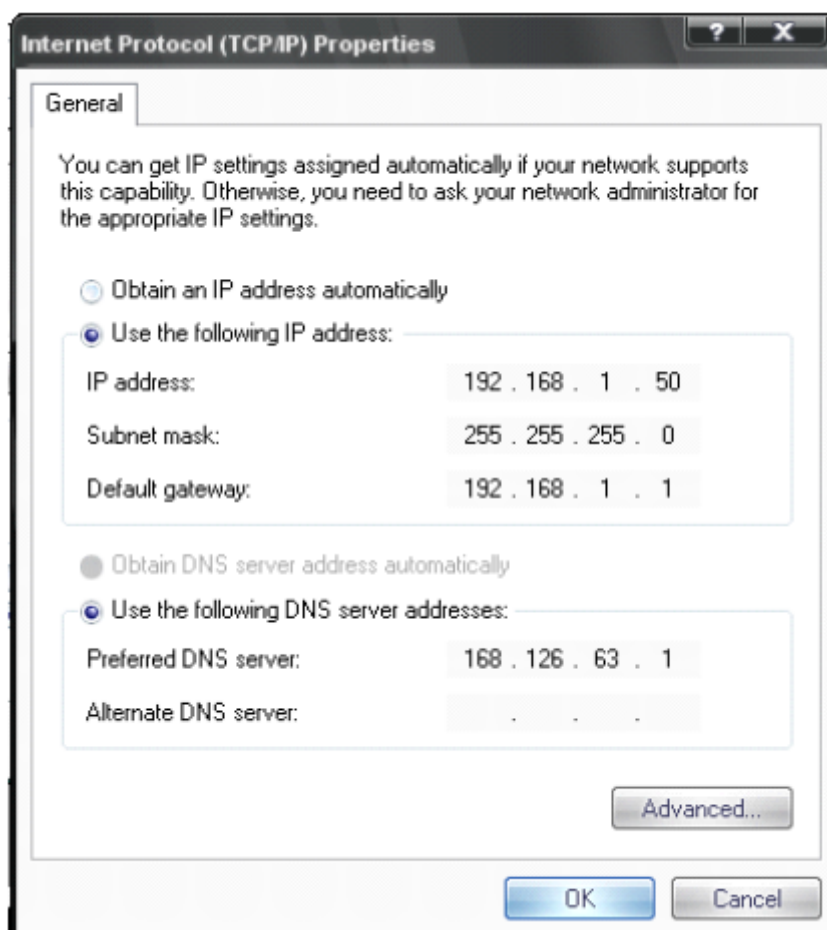 Internet Protocol (TCP/IP) Properties
? X
General
You can get IP settings assigned automatically if your network supports
this capability. Otherwise, you need to ask your network administrator for
the appropriate IP settings.
Obtain an IP address automatically
Use the following IP address:
IP address: 192 . 168 . 1 . 50
Subnet mask: 255 . 255 . 255 . 0
Default gateway: 192 . 168 . 1 . 1
Obtain DNS server address automatically
Use the following DNS server addresses:
Preferred DNS server: 168 . 126 . 63 . 1
Alternate DNS server: . . .
Advanced...
OK Cancel